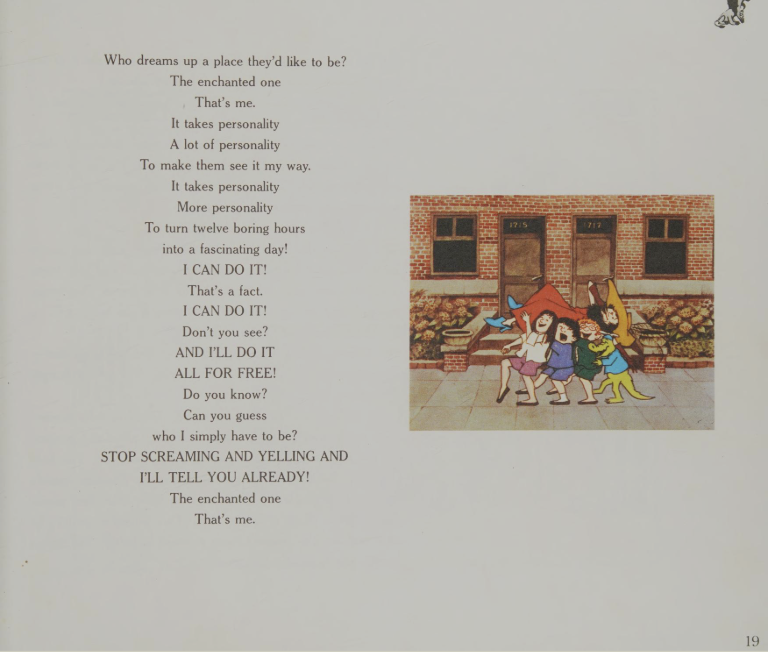 Who dreams up a place they'd like to be?
The enchanted one
That's me.
It takes personality
A lot of personality
To make them see it my way.
It takes personality
More personality
To turn twelve boring hours
into a fascinating day!
I CAN DO IT!
That's a fact.
I CAN DO IT!
Don't you see?
AND I'LL DO IT
ALL FOR FREE!
Do you know?
Can you guess
who I simply have to be?
STOP SCREAMING AND YELLING AND
I'LL TELL YOU ALREADY!
The enchanted one
That's me.
1715
1717
19